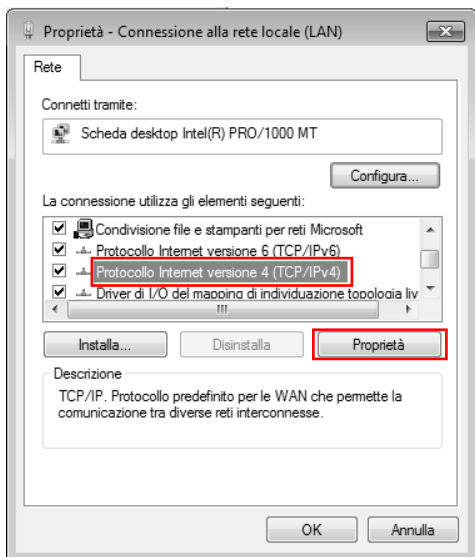 Proprietà - Connessione alla rete locale (LAN)
Rete
Connetti tramite:
Scheda desktop Intel(R) PRO/1000 MT
Configura...
La connessione utilizza gli elementi seguenti:
Condivisione file e stampanti per reti Microsoft
Protocollo Internet versione 6 (TCP/IPv6)
Protocollo Internet versione 4 (TCP/IPv4)
Driver di I/O del mapping di individuazione topologia liv
Installa...
Disinstalla
Proprietà
Descrizione
TCP/IP. Protocollo predefinito per le WAN che permette la
comunicazione tra diverse reti interconnesse.
OK
Annulla